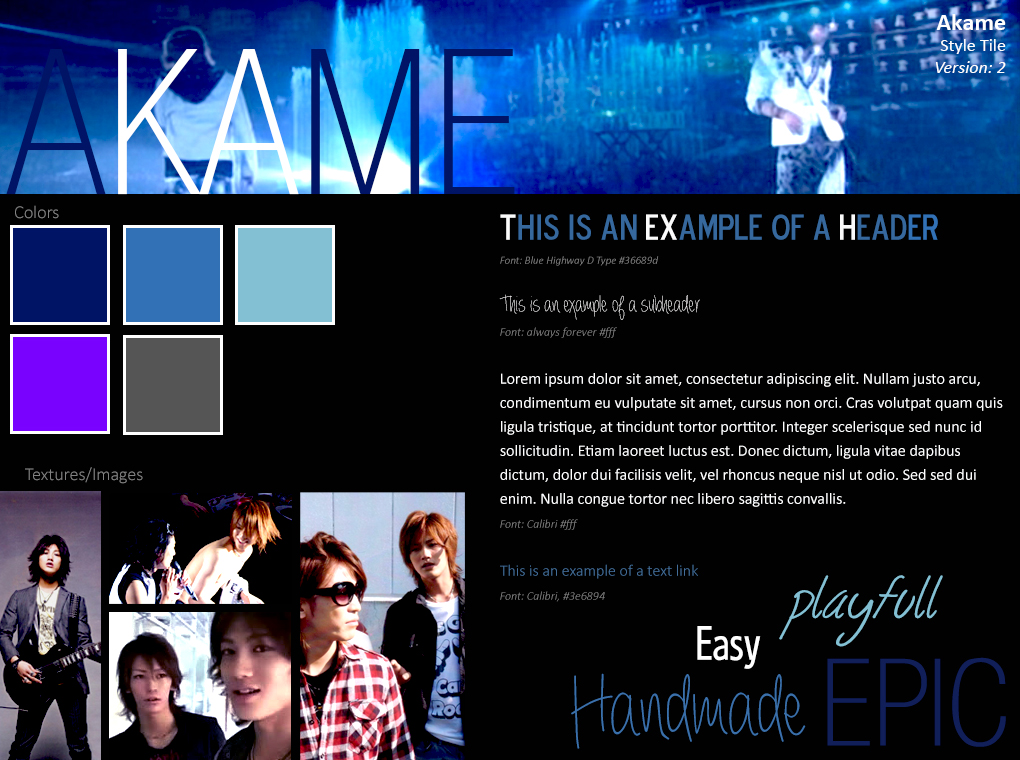 AKAME
Akame
Style Tile
Version: 2
Colors
Textures/Images
THIS IS AN EXAMPLE OF A HEADER
Font: Blue Highway D Type #36689d
This is an example of a subheader
Font: always forever #fff
Lorem ipsum dolor sit amet, consectetur adipiscing elit. Nullam justo arcu,
condimentum eu vulputate sit amet, cursus non orci. Cras volutpat quam quis
ligula tristique, at tincidunt tortor porttitor. Integer scelerisque sed nunc id
sollicitudin. Etiam laoreet luctus est. Donec dictum, ligula vitae dapibus
dictum, dolor dui facilisis velit, vel rhoncus neque nisl ut odio. Sed sed dui
enim. Nulla congue tortor nec libero sagittis convallis.
Font: Calibri #fff
This is an example of a text link
Font: Calibri, #3e6894
playfull
Easy
Handmade
EPIC